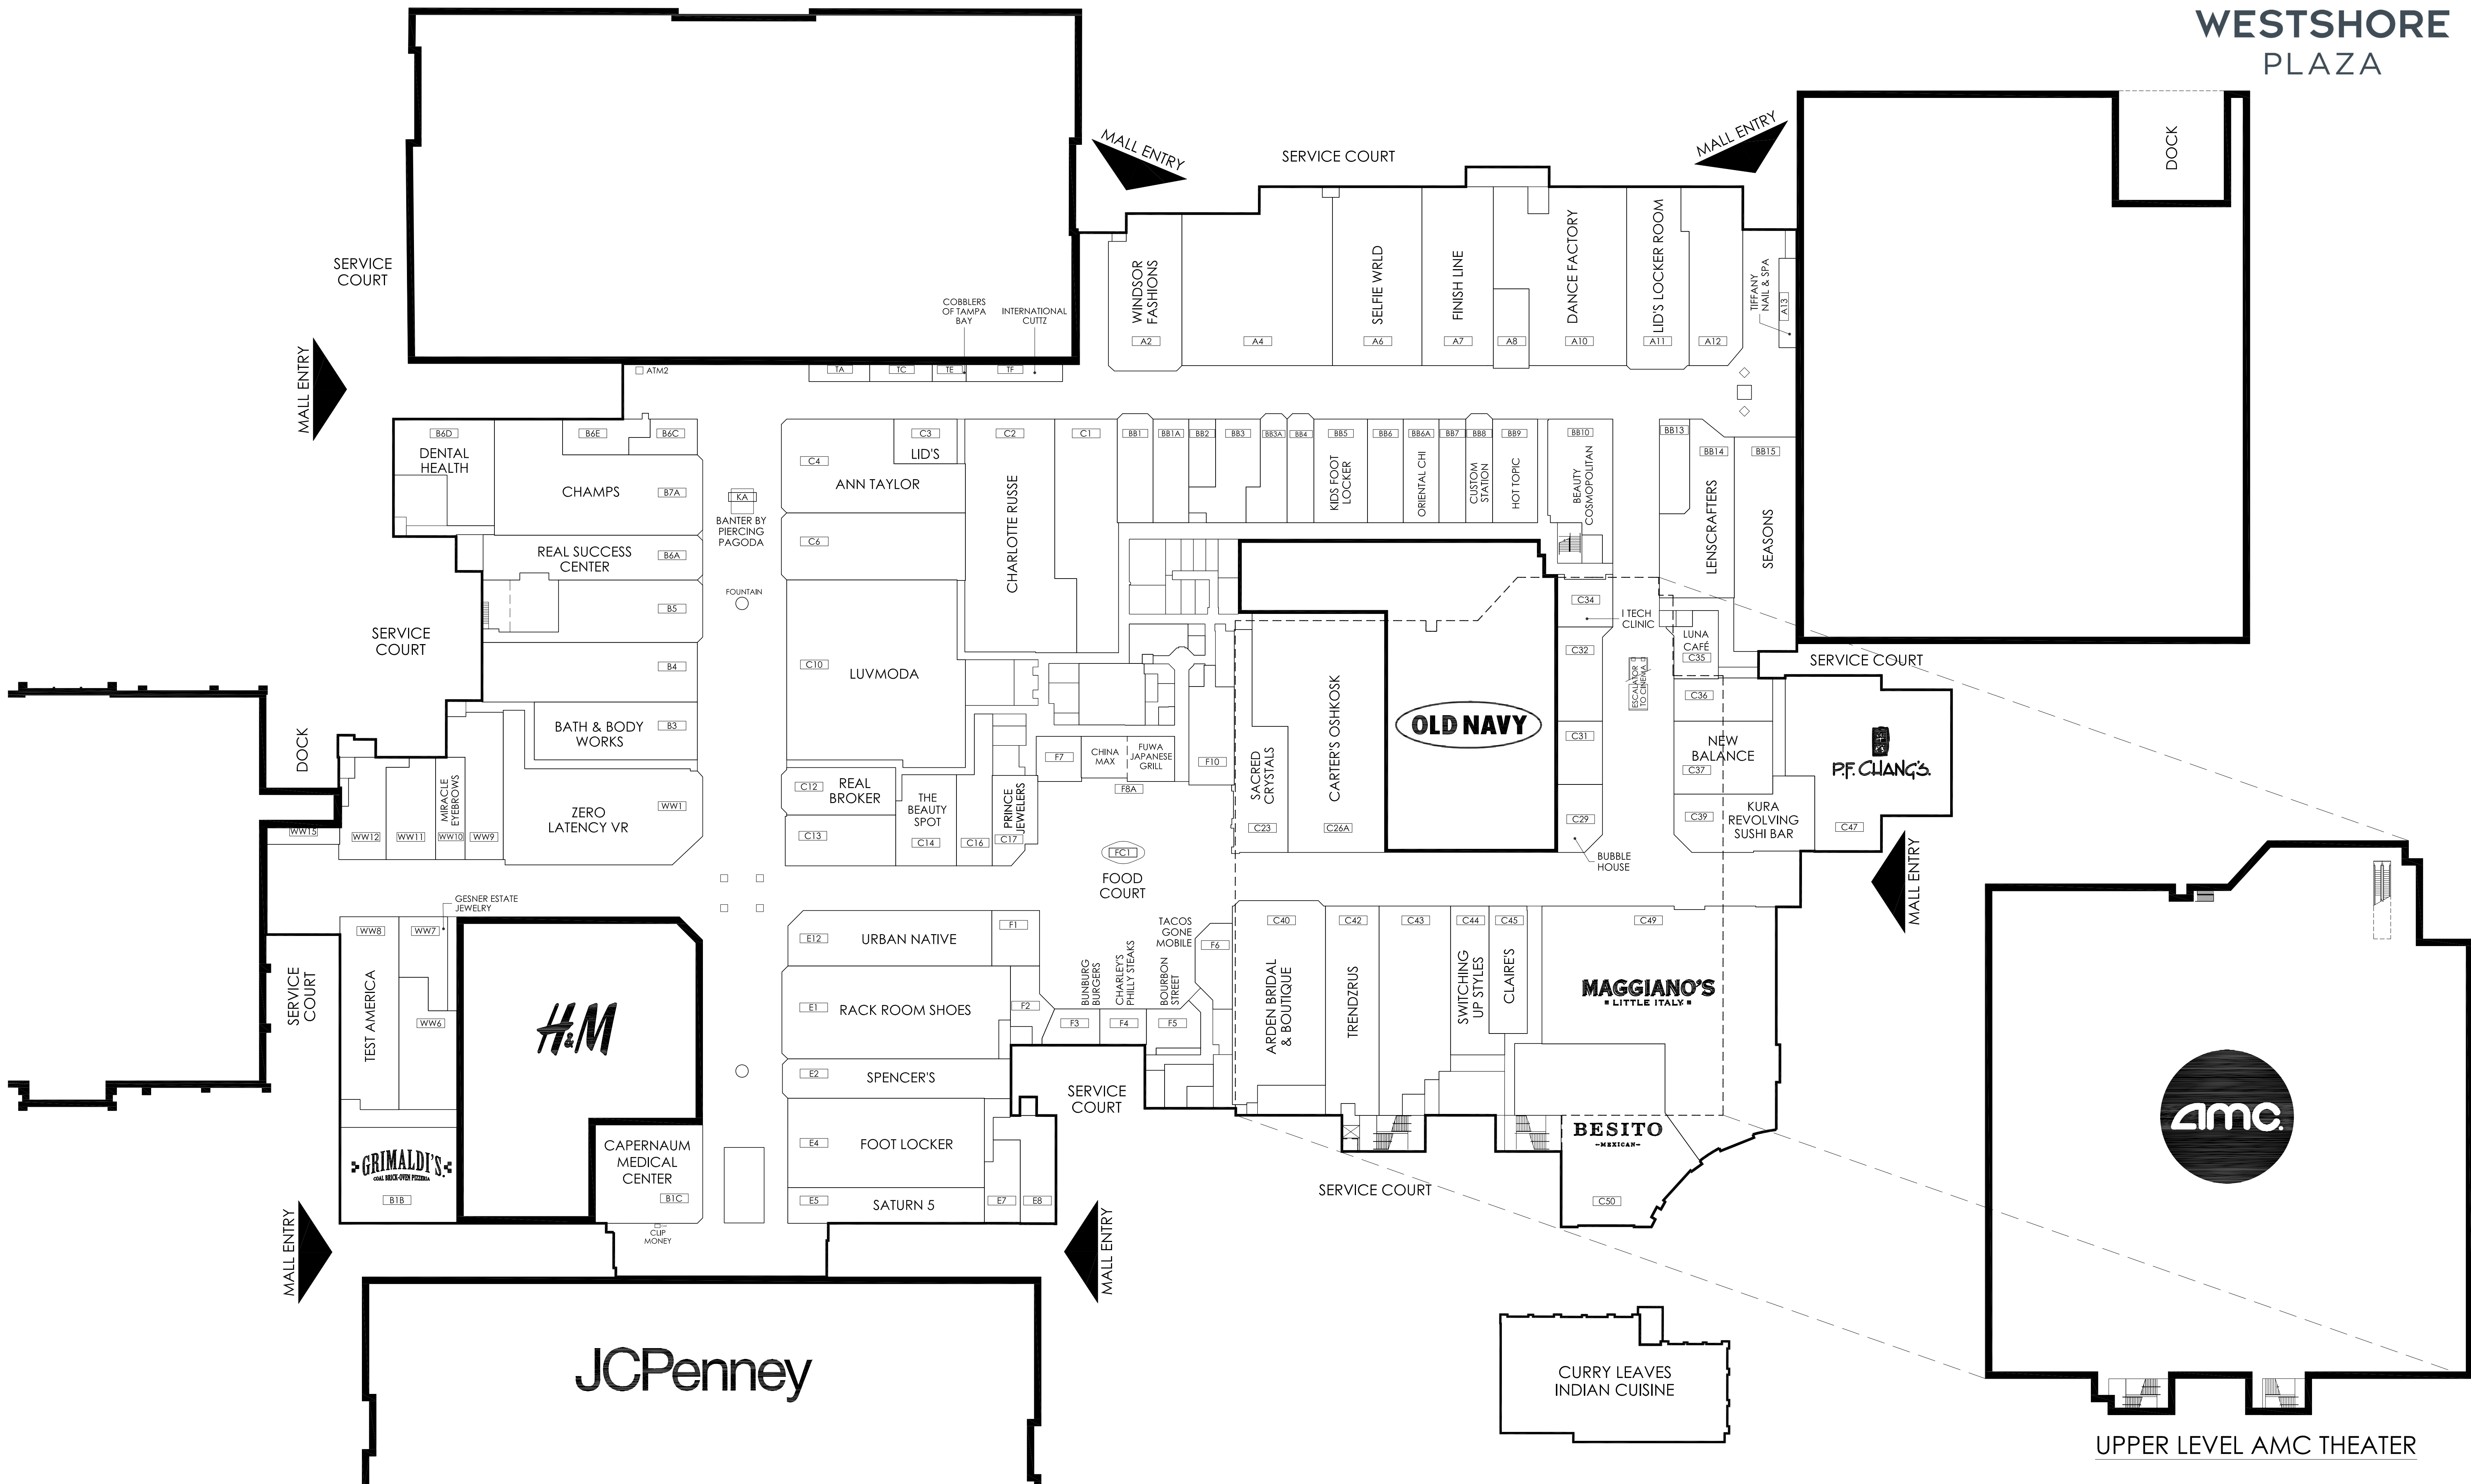 WESTSHORE
PLAZA
MALL ENTRY
SERVICE COURT
MALL ENTRY
DOCK
SERVICE
COURT
COBBLERS
OF TAMPA
BAY
INTERNATIONAL
CUTTZ
WINDSOR
FASHIONS
A2
A4
SELFIE WRLD
A6
FINISH LINE
A7
A8
DANCE FACTORY
A10
LID'S LOCKER ROOM
A11
A12
TIFFANY
NAIL & SPA
A13
MALL ENTRY
ATM2
TA
TC
TE
TF
B6D
DENTAL
HEALTH
B6E
B6C
CHAMPS
B7A
REAL SUCCESS
CENTER
B6A
B5
B4
BATH & BODY
WORKS
B3
ZERO
LATENCY VR
WW1
SERVICE
COURT
DOCK
WW15
WW12
WW11
MIRACLE
EYEBROWS
WW10
WW9
KA
BANTER BY
PIERCING
PAGODA
FOUNTAIN
C4
C3
LID'S
ANN TAYLOR
C6
C10
LUVMODA
C12
REAL
BROKER
C13
THE
BEAUTY
SPOT
C14
C16
PRINCE
JEWELERS
C17
C2
CHARLOTTE RUSSE
C1
BB1
BB1A
BB2
BB3
BB3A
BB4
BB5
KIDS FOOT
LOCKER
BB6
BB6A
ORIENTAL CHI
BB7
BB8
CUSTOM
STATION
BB9
HOT TOPIC
BB10
BEAUTY
COSMOPOLITAN
BB13
BB14
LENSCRAFTERS
BB15
SEASONS
F7
CHINA
MAX
FUWA
JAPANESE
GRILL
F8A
F10
SACRED
CRYSTALS
C23
CARTER'S OSHKOSK
C26A
OLD NAVY
C34
I TECH
CLINIC
C32
C31
C29
BUBBLE
HOUSE
ESCALATOR
TO CINEMA
LUNA
CAFÉ
C35
C36
NEW
BALANCE
C37
C39
KURA
REVOLVING
SUSHI BAR
SERVICE COURT
P.F. CHANG'S
C47
MALL ENTRY
FC1
FOOD
COURT
GESNER ESTATE
JEWELRY
WW8
WW7
TEST AMERICA
WW6
SERVICE
COURT
H&M
GRIMALDI'S
COAL BRICK-OVEN PIZZERIA
B1B
CAPERNAUM
MEDICAL
CENTER
B1C
CLIP
MONEY
MALL ENTRY
E12
URBAN NATIVE
F1
E1
RACK ROOM SHOES
F2
E2
SPENCER'S
E4
FOOT LOCKER
E5
SATURN 5
E7
E8
MALL ENTRY
BUNBURG
BURGERS
F3
CHARLEY'S
PHILLY STEAKS
F4
BOURBON
STREET
F5
TACOS
GONE
MOBILE
F6
SERVICE
COURT
C40
ARDEN BRIDAL
& BOUTIQUE
C42
TRENDZRUS
C43
C44
SWITCHING
UP STYLES
C45
CLAIRE'S
C49
MAGGIANO'S
LITTLE ITALY
BESITO
MEXICAN
C50
SERVICE COURT
JCPenney
CURRY LEAVES
INDIAN CUISINE
amc
UPPER LEVEL AMC THEATER